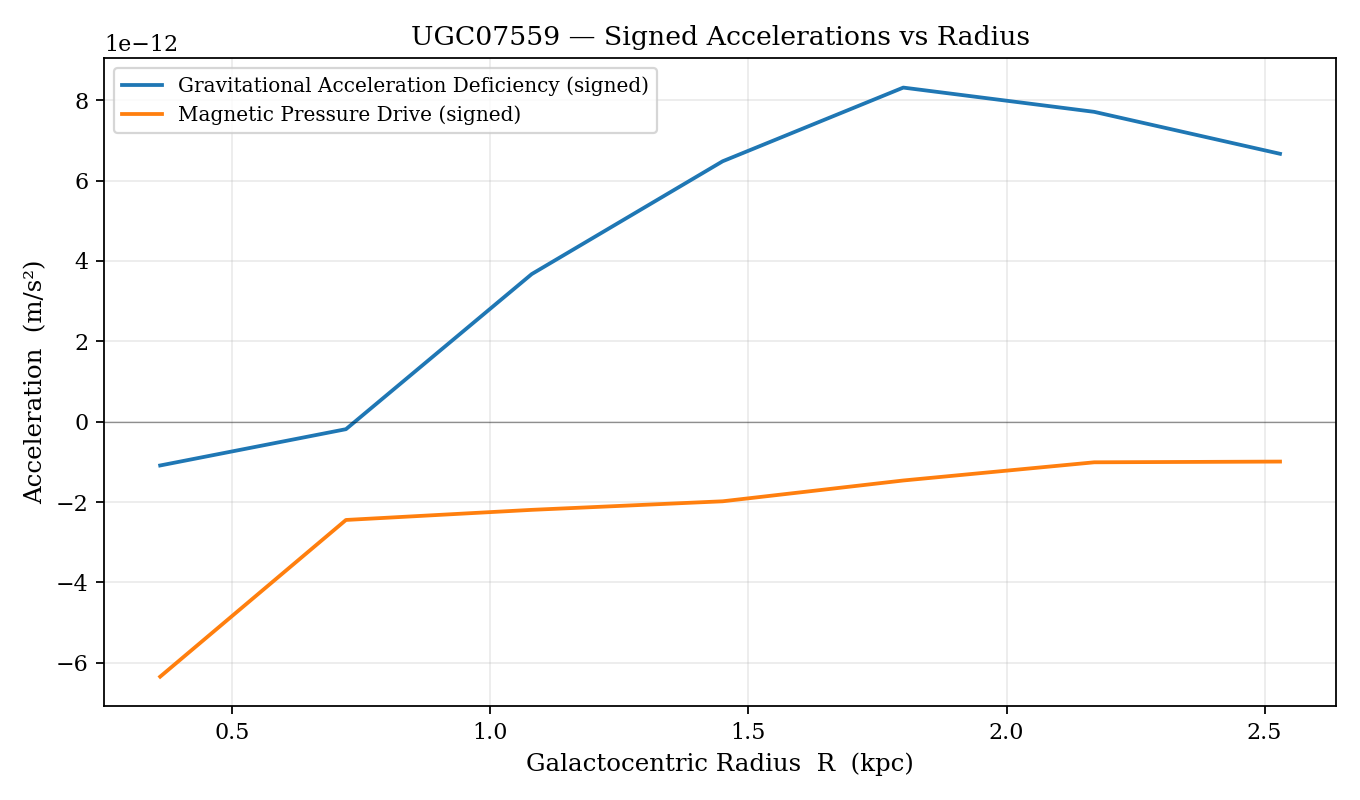 UGC07559 — Signed Accelerations vs Radius
1e−12
Gravitational Acceleration Deficiency (signed)
Magnetic Pressure Drive (signed)
8
6
4
2
0
−2
−4
−6
Acceleration (m/s²)
0.5 1.0 1.5 2.0 2.5
Galactocentric Radius R (kpc)